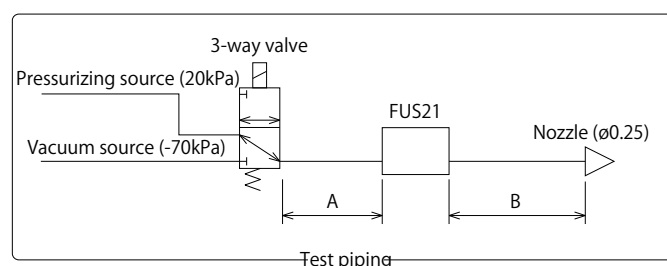 3-way valve
Pressurizing source (20kPa)
FUS21
Nozzle (ø0.25)
Vacuum source (-70kPa)
A
B
Test piping